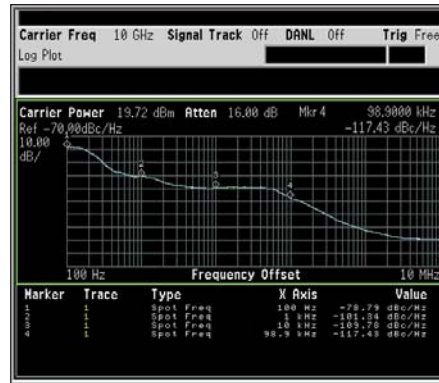 Carrier Freq 10 GHz Signal Track Off DANL Off Trig Free
Log Plot
Carrier Power 19.72 dBm Atten 16.00 dB Mkr 4 98.9000 kHz
Ref -70.00dBc/Hz -117.43 dBc/Hz
10.00
dB/
1
2
3
4
100 Hz Frequency Offset 10 MHz
Marker Trace Type X Axis Value
1 1 Spot Freq 100 Hz -78.79 dBc/Hz
2 1 Spot Freq 1 kHz -101.34 dBc/Hz
3 1 Spot Freq 10 kHz -109.78 dBc/Hz
4 1 Spot Freq 98.9 kHz -117.43 dBc/Hz